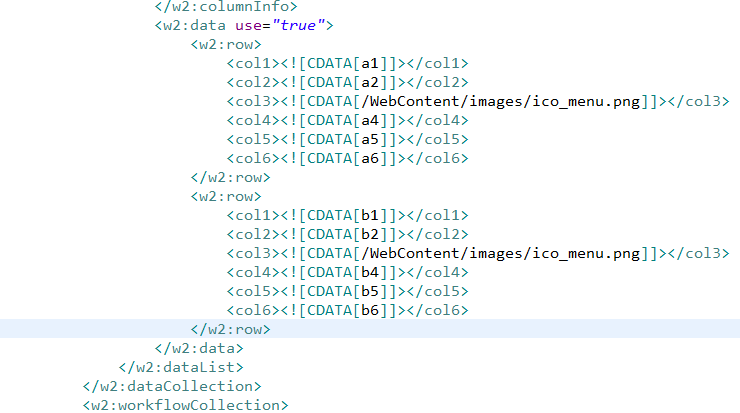 </w2:columnInfo>
<w2:data use="true">
<w2:row>
<col1><![CDATA[a1]]></col1>
<col2><![CDATA[a2]]></col2>
<col3><![CDATA[/WebContent/images/ico_menu.png]]></col3>
<col4><![CDATA[a4]]></col4>
<col5><![CDATA[a5]]></col5>
<col6><![CDATA[a6]]></col6>
</w2:row>
<w2:row>
<col1><![CDATA[b1]]></col1>
<col2><![CDATA[b2]]></col2>
<col3><![CDATA[/WebContent/images/ico_menu.png]]></col3>
<col4><![CDATA[b4]]></col4>
<col5><![CDATA[b5]]></col5>
<col6><![CDATA[b6]]></col6>
</w2:row>
</w2:data>
</w2:dataList>
</w2:dataCollection>
<w2:workflowCollection>